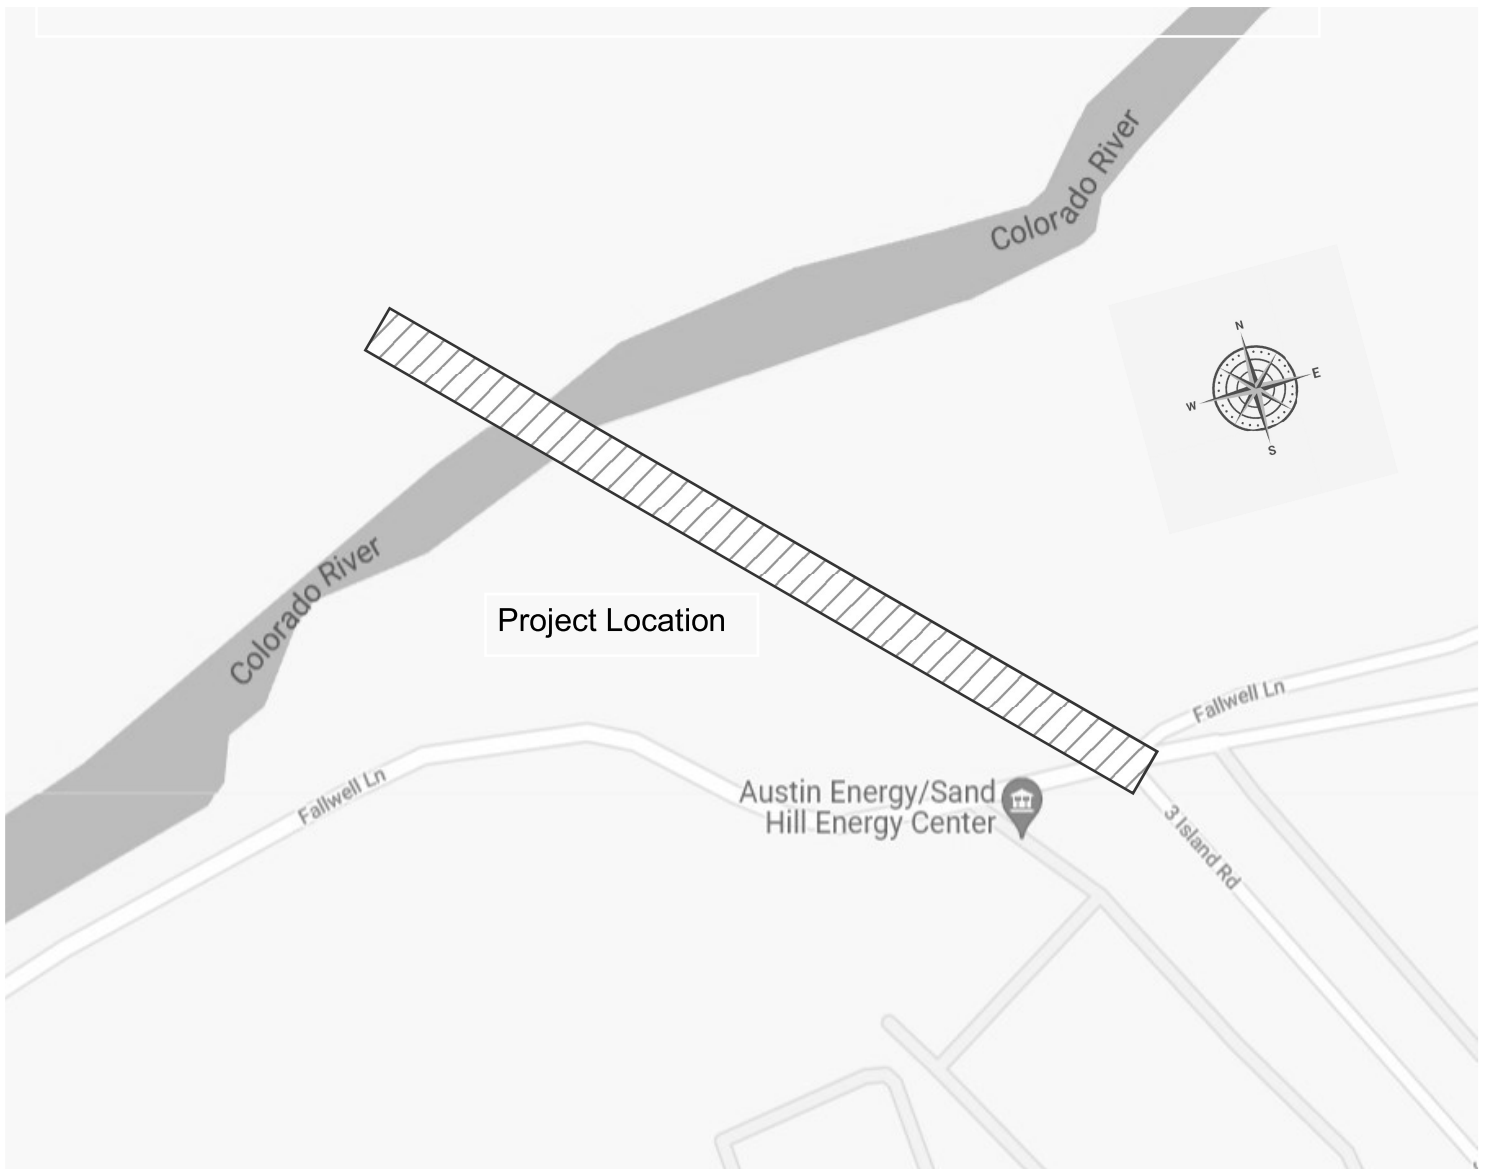 Colorado River
N
E
W
S
Colorado River
Project Location
Fallwell Ln
Fallwell Ln
Austin Energy/Sand
Hill Energy Center
3 Island Rd